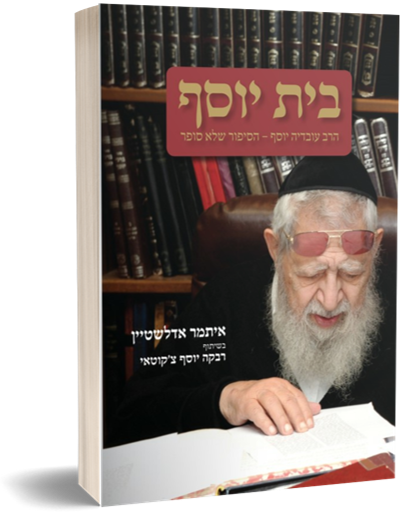 בית יוסף
הרב עובדיה יוסף – הסיפור שלא סופר
איתמר אדלשטיין
בשיתוף
רבקה יוסף צ'קוטאי